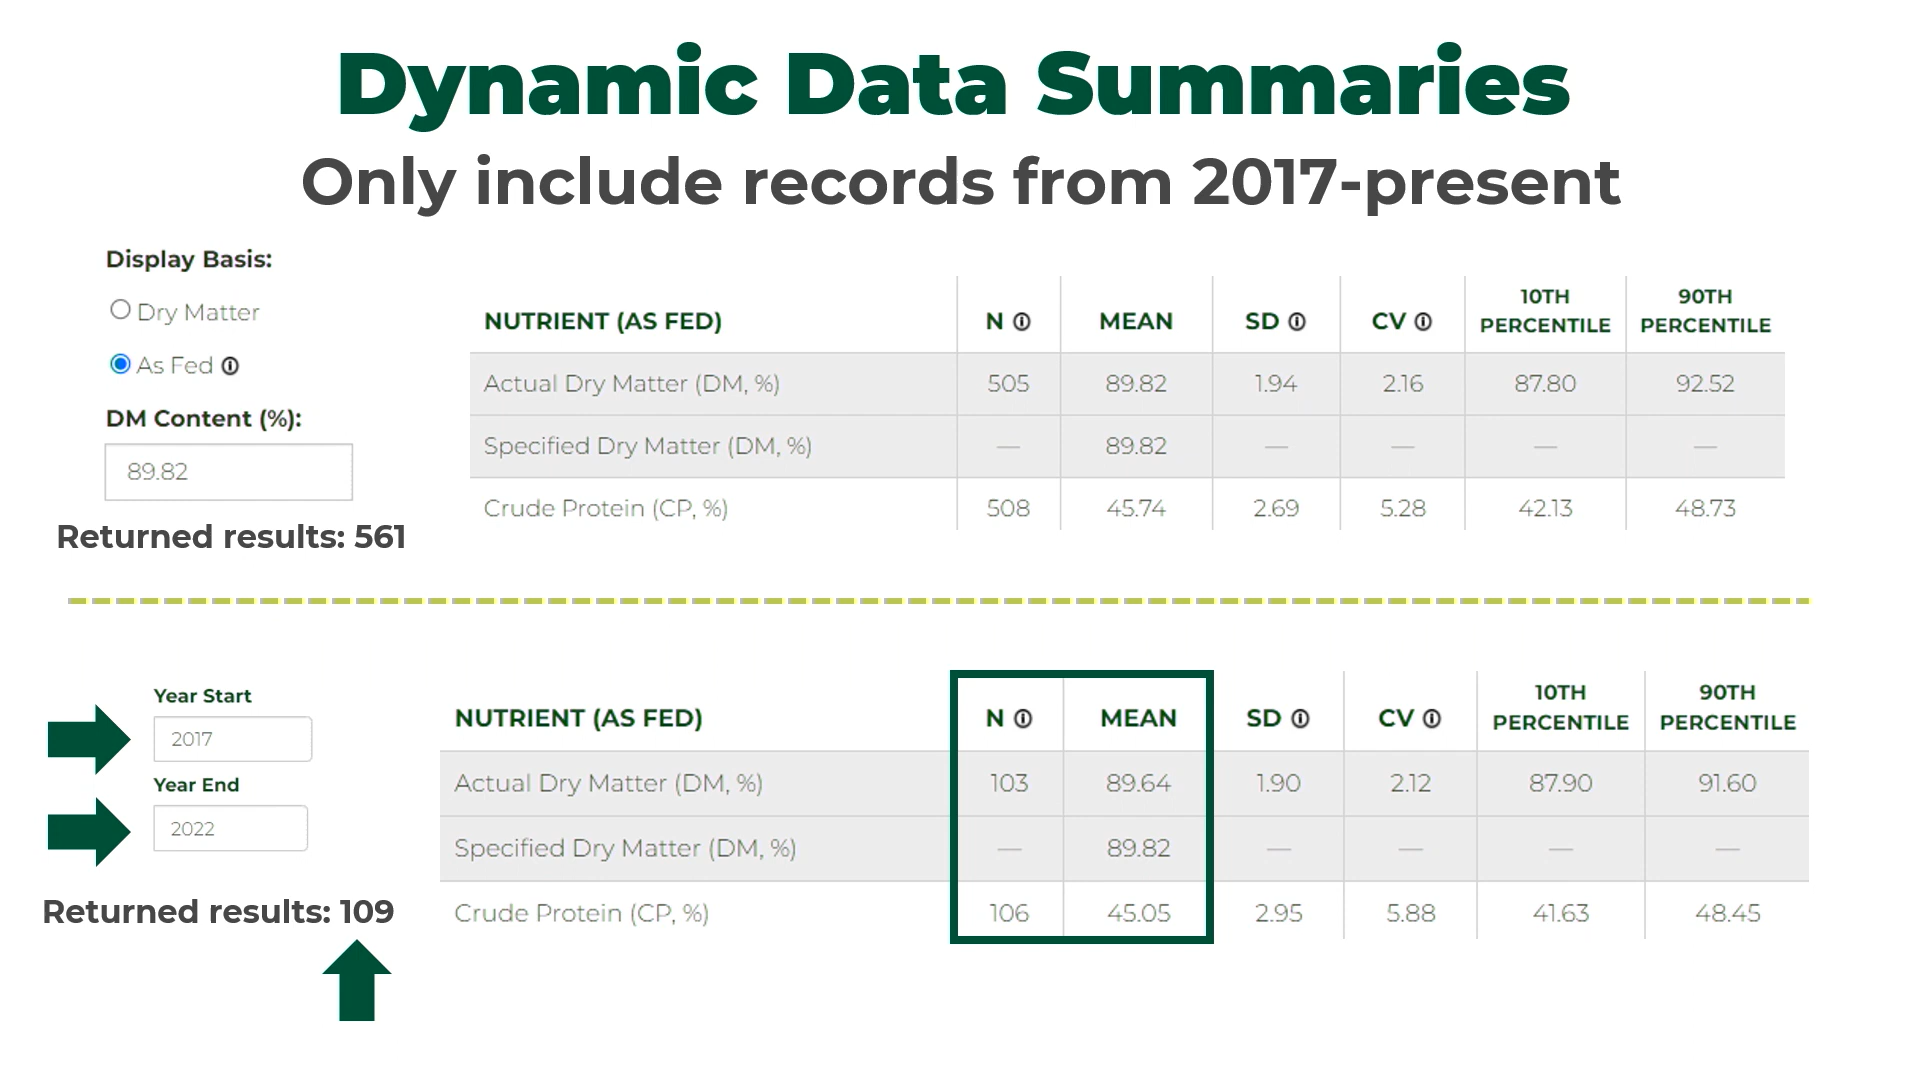 Dynamic Data Summaries
Only include records from 2017-present
Display Basis:
Dry Matter
As Fed
DM Content (%):
89.82
Returned results: 561
NUTRIENT (AS FED) N MEAN SD CV 10TH PERCENTILE 90TH PERCENTILE
Actual Dry Matter (DM, %) 505 89.82 1.94 2.16 87.80 92.52
Specified Dry Matter (DM, %) — 89.82 — — — —
Crude Protein (CP, %) 508 45.74 2.69 5.28 42.13 48.73
Year Start
2017
Year End
2022
Returned results: 109
NUTRIENT (AS FED) N MEAN SD CV 10TH PERCENTILE 90TH PERCENTILE
Actual Dry Matter (DM, %) 103 89.64 1.90 2.12 87.90 91.60
Specified Dry Matter (DM, %) — 89.82 — — — —
Crude Protein (CP, %) 106 45.05 2.95 5.88 41.63 48.45